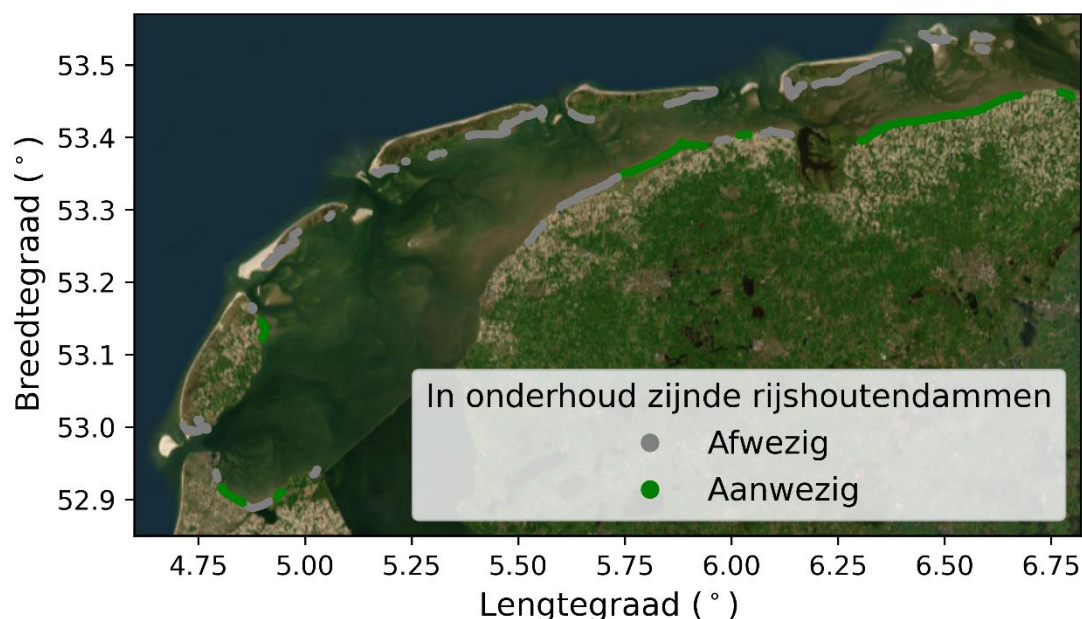 53.5
53.4
53.3
53.2
53.1
53.0
52.9
Breedtegraad (°)
In onderhoud zijnde rijshoutendammen
Afwezig
Aanwezig
4.75 5.00 5.25 5.50 5.75 6.00 6.25 6.50 6.75
Lengtegraad (°)